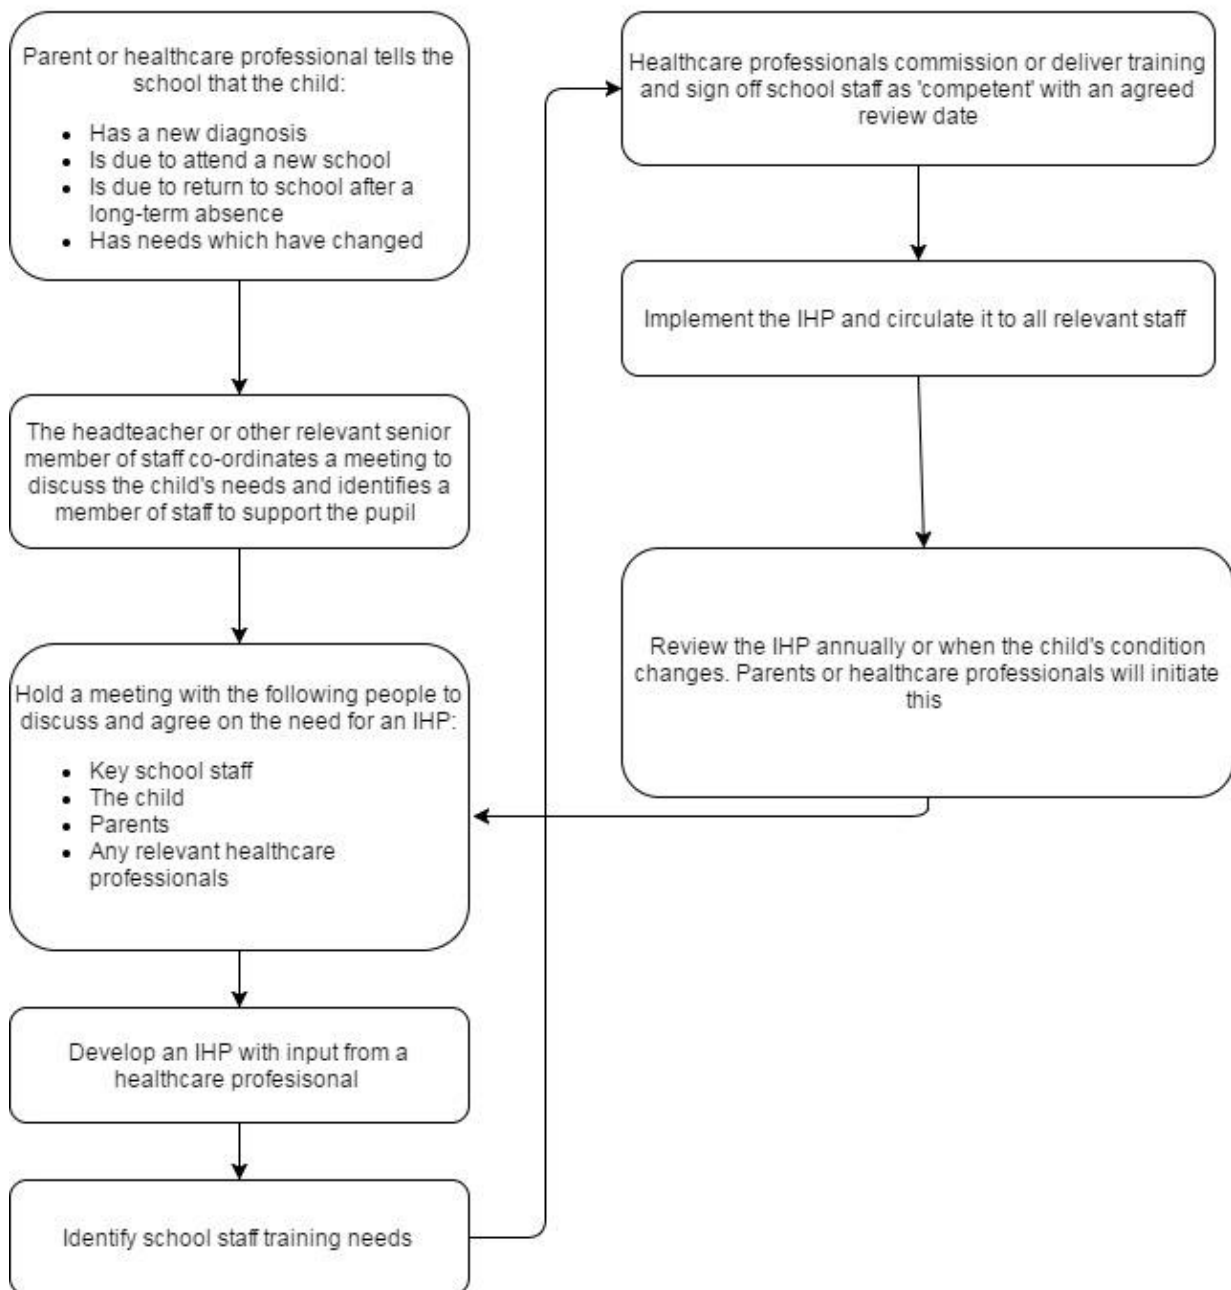 Parent or healthcare professional tells the
school that the child:
• Has a new diagnosis
• Is due to attend a new school
• Is due to return to school after a
long-term absence
• Has needs which have changed
The headteacher or other relevant senior
member of staff co-ordinates a meeting to
discuss the child's needs and identifies a
member of staff to support the pupil
Hold a meeting with the following people to
discuss and agree on the need for an IHP:
• Key school staff
• The child
• Parents
• Any relevant healthcare
professionals
Develop an IHP with input from a
healthcare profesisonal
Identify school staff training needs
Healthcare professionals commission or deliver training
and sign off school staff as 'competent' with an agreed
review date
Implement the IHP and circulate it to all relevant staff
Review the IHP annually or when the child's condition
changes. Parents or healthcare professionals will initiate
this